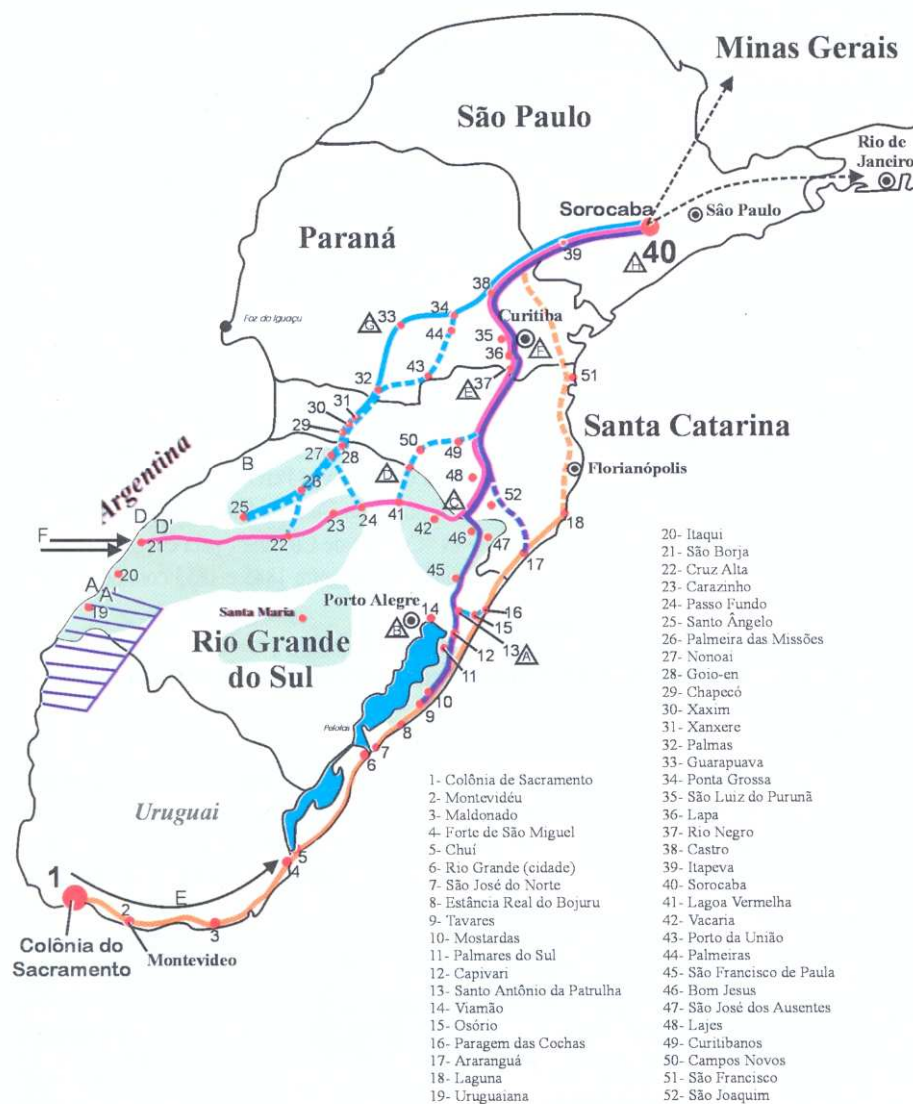 Minas Gerais
São Paulo
Rio de
Janeiro
Sorocaba
São Paulo
Paraná
39
40
H
38
Foz do Iguaçu
33
34
G
44
35
Curitiba
36
F
32
43
37
E
51
31
30
29
50
49
Santa Catarina
27
28
B
D
48
Florianópolis
Argentina
26
C
52
25
D
D'
F
21
22
23
24
41
42
46
47
18
17
20
45
A
A'
19
Santa Maria
Porto Alegre
14
16
15
B
Rio Grande
do Sul
12
13
A
11
10
9
Pelotas
8
7
6
Uruguai
5
4
1
E
2
3
Colônia do
Sacramento
Montevideo
1- Colônia de Sacramento
2- Montevidéu
3- Maldonado
4- Forte de São Miguel
5- Chuí
6- Rio Grande (cidade)
7- São José do Norte
8- Estância Real do Bojuru
9- Tavares
10- Mostardas
11- Palmares do Sul
12- Capivari
13- Santo Antônio da Patrulha
14- Viamão
15- Osório
16- Paragem das Cochas
17- Araranguá
18- Laguna
19- Uruguaiana
20- Itaqui
21- São Borja
22- Cruz Alta
23- Carazinho
24- Passo Fundo
25- Santo Ângelo
26- Palmeira das Missões
27- Nonoai
28- Goio-en
29- Chapecó
30- Xaxim
31- Xanxere
32- Palmas
33- Guarapuava
34- Ponta Grossa
35- São Luiz do Purunã
36- Lapa
37- Rio Negro
38- Castro
39- Itapeva
40- Sorocaba
41- Lagoa Vermelha
42- Vacaria
43- Porto da União
44- Palmeiras
45- São Francisco de Paula
46- Bom Jesus
47- São José dos Ausentes
48- Lajes
49- Curitibanos
50- Campos Novos
51- São Francisco
52- São Joaquim